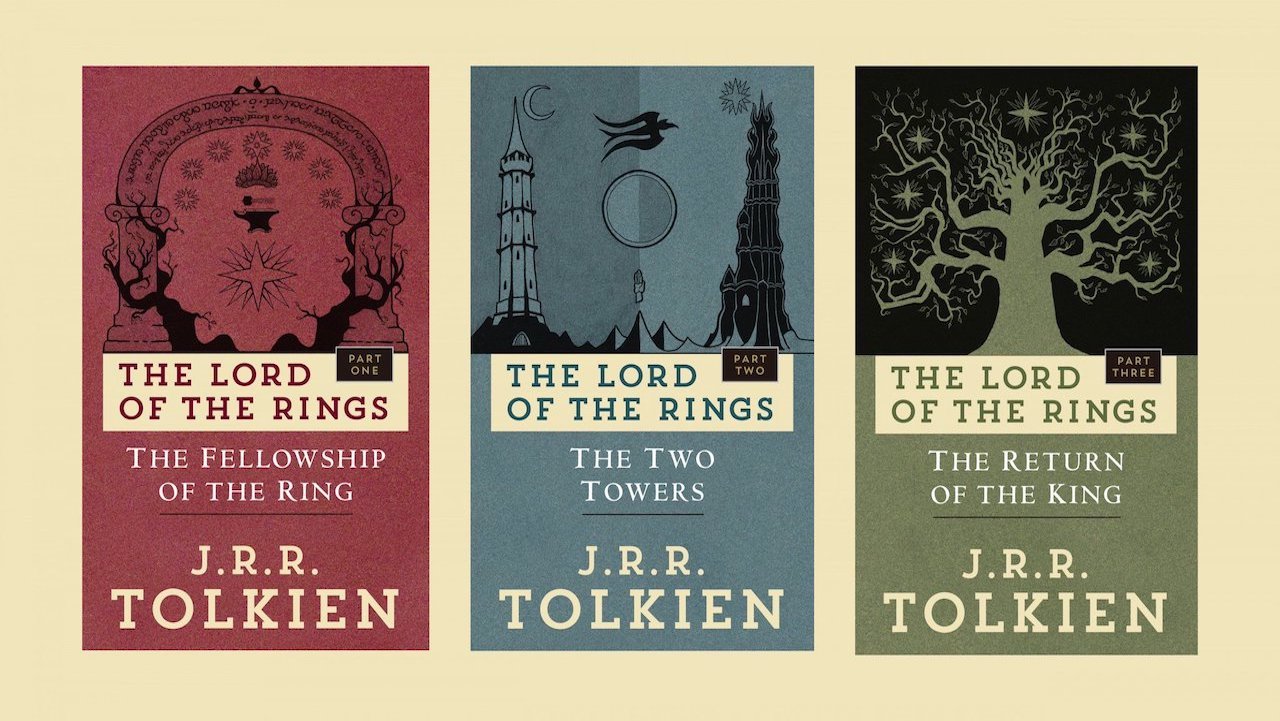 PART
ONE
THE LORD
OF THE RINGS
THE FELLOWSHIP
OF THE RING
J.R.R.
TOLKIEN
PART
TWO
THE LORD
OF THE RINGS
THE TWO
TOWERS
J.R.R.
TOLKIEN
PART
THREE
THE LORD
OF THE RINGS
THE RETURN
OF THE KING
J.R.R.
TOLKIEN